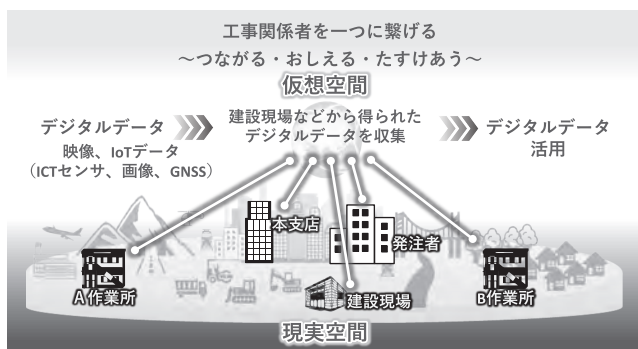 工事関係者を一つに繋げる
～つながる・おしえる・たすけあう～
仮想空間
デジタルデータ
映像、IoTデータ
（ICTセンサ、画像、GNSS）
建設現場などから得られた
デジタルデータを収集
デジタルデータ
活用
本支店
発注者
A作業所
建設現場
B作業所
現実空間